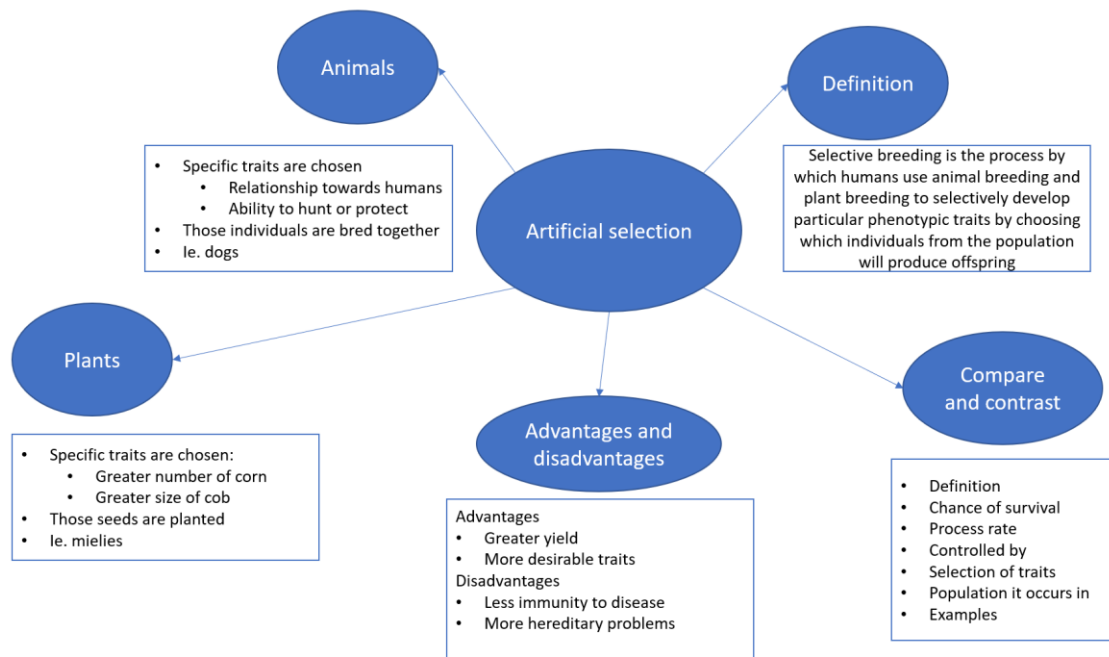 Animals
• Specific traits are chosen
• Relationship towards humans
• Ability to hunt or protect
• Those individuals are bred together
• Ie. dogs
Definition
Selective breeding is the process by
which humans use animal breeding and
plant breeding to selectively develop
particular phenotypic traits by choosing
which individuals from the population
will produce offspring
Artificial selection
Plants
• Specific traits are chosen:
• Greater number of corn
• Greater size of cob
• Those seeds are planted
• Ie. mielies
Advantages and
disadvantages
Advantages
• Greater yield
• More desirable traits
Disadvantages
• Less immunity to disease
• More hereditary problems
Compare
and contrast
• Definition
• Chance of survival
• Process rate
• Controlled by
• Selection of traits
• Population it occurs in
• Examples